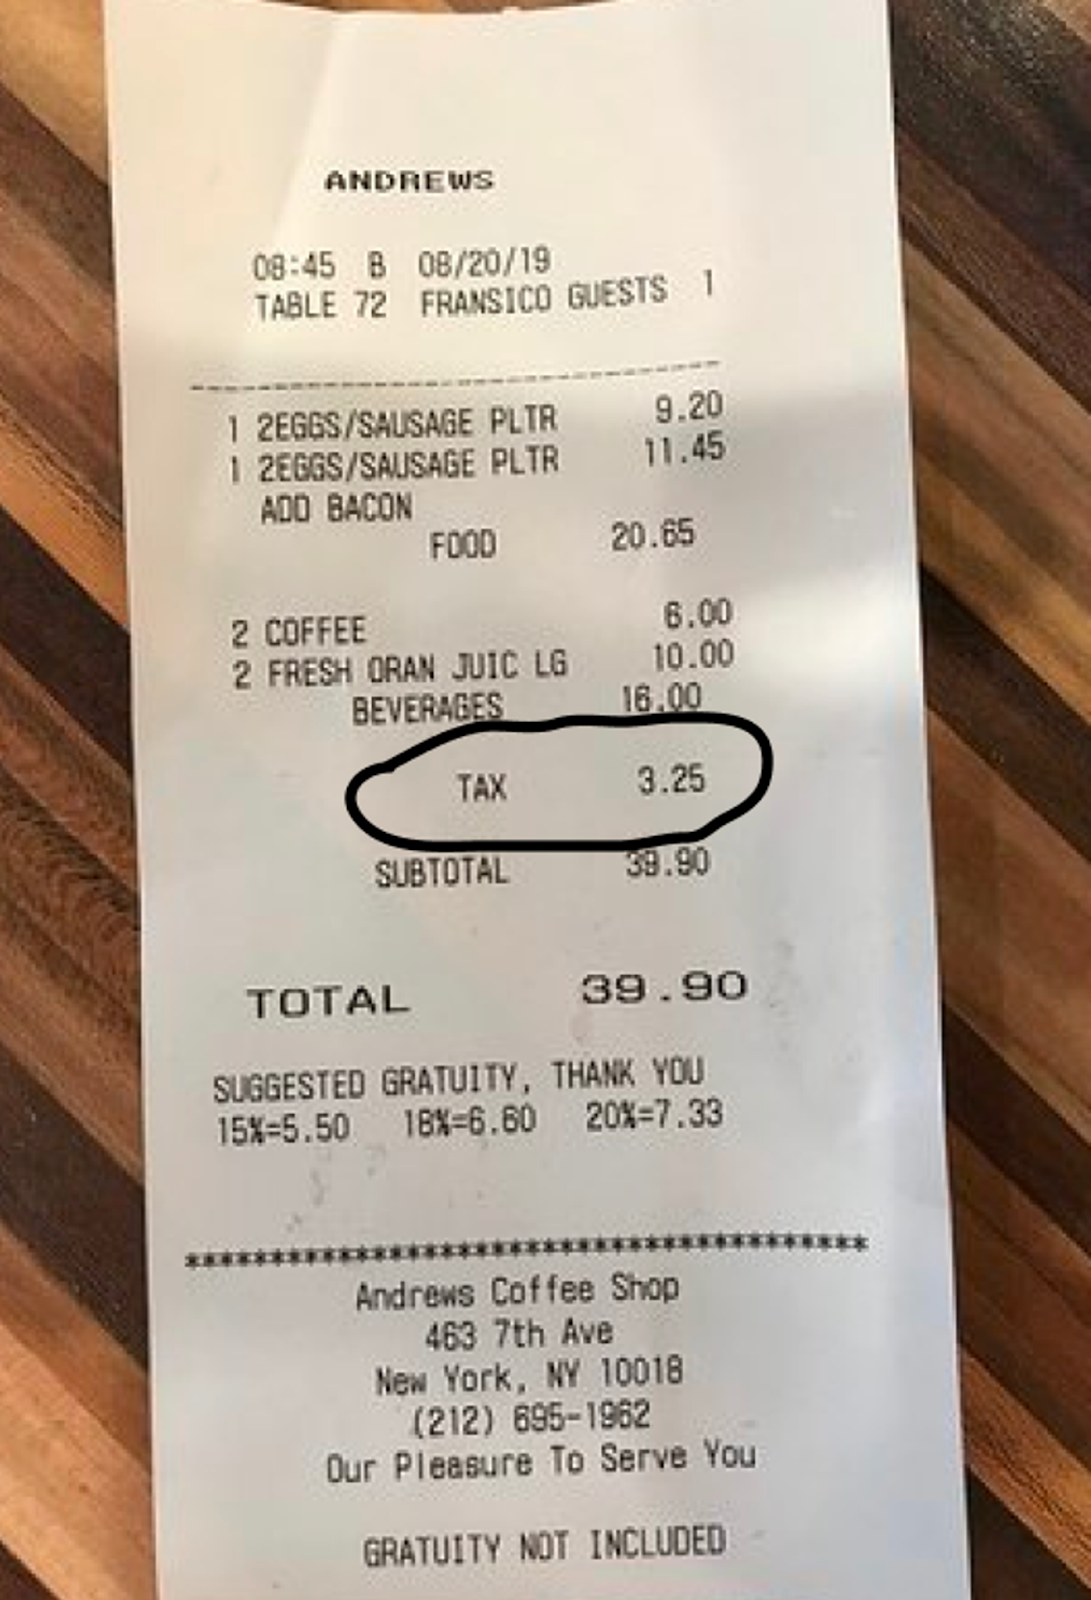 ANDREWS
08:45 B 08/20/19
TABLE 72 FRANSICO GUESTS 1
1 2EGGS/SAUSAGE PLTR 9.20
1 2EGGS/SAUSAGE PLTR 11.45
ADD BACON
FOOD 20.65
2 COFFEE 6.00
2 FRESH ORAN JUIC LG 10.00
BEVERAGES 16.00
TAX 3.25
SUBTOTAL 39.90
TOTAL 39.90
SUGGESTED GRATUITY, THANK YOU
15%=5.50 18%=6.60 20%=7.33
****************************************
Andrews Coffee Shop
463 7th Ave
New York, NY 10018
(212) 695-1962
Our Pleasure To Serve You
GRATUITY NOT INCLUDED